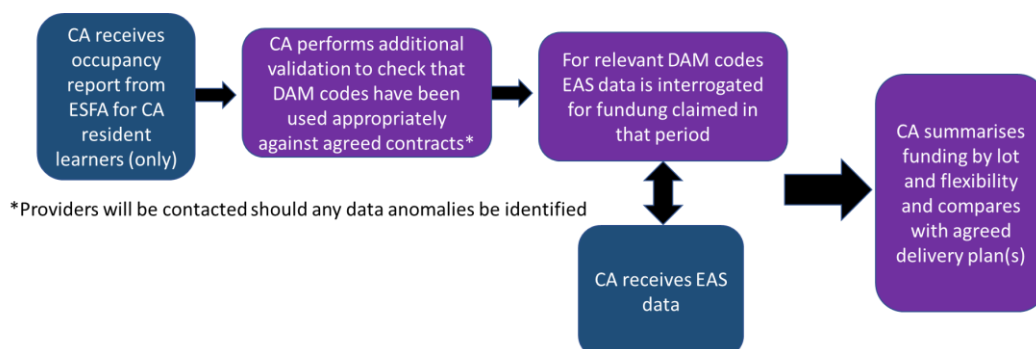 CA receives
occupancy
report from
ESFA for CA
resident
learners (only)
CA performs additional
validation to check that
DAM codes have been
used appropriately
against agreed contracts*
For relevant DAM codes
EAS data is interrogated
for fundung claimed in
that period
CA summarises
funding by lot
and flexibility
and compares
with agreed
delivery plan(s)
*Providers will be contacted should any data anomalies be identified
CA receives EAS
data